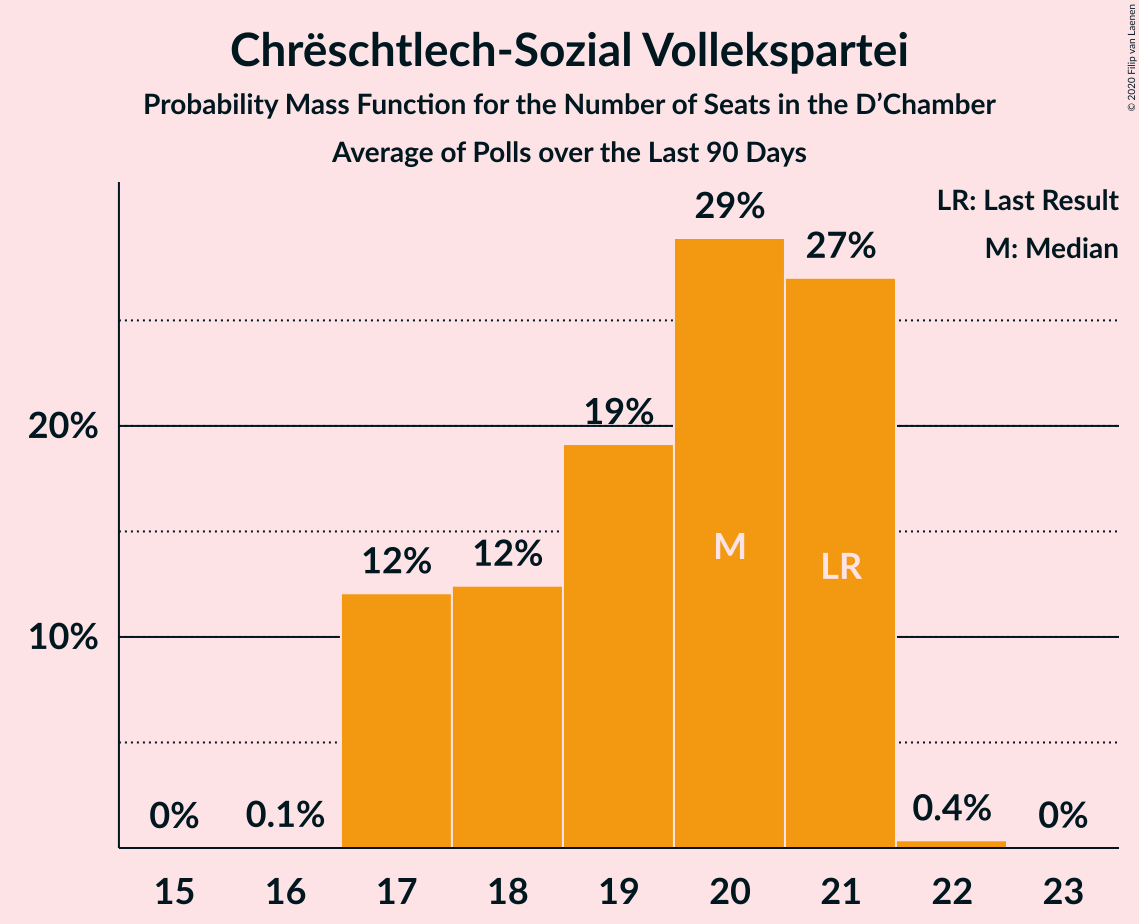 Chrëschtlech-Sozial Vollekspartei
Probability Mass Function for the Number of Seats in the D’Chamber
Average of Polls over the Last 90 Days
© 2020 Filip van Laenen
LR: Last Result
M: Median
29%
27%
20%
19%
12%
12%
M
LR
10%
0%
0.1%
0.4%
0%
15 16 17 18 19 20 21 22 23